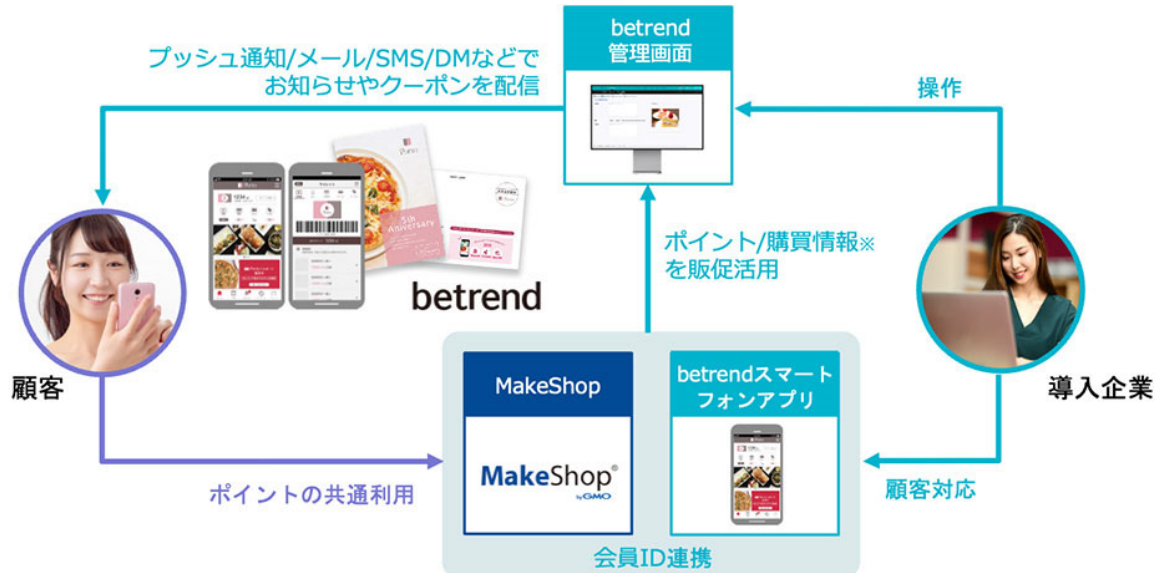 betrend
管理画面
プッシュ通知/メール/SMS/DMなどで
お知らせやクーポンを配信
操作
5th
Anniversary
ポイント/購買情報※
を販促活用
betrend
顧客
導入企業
MakeShop
betrendスマート
フォンアプリ
MakeShop®
by GMO
ポイントの共通利用
顧客対応
会員ID連携